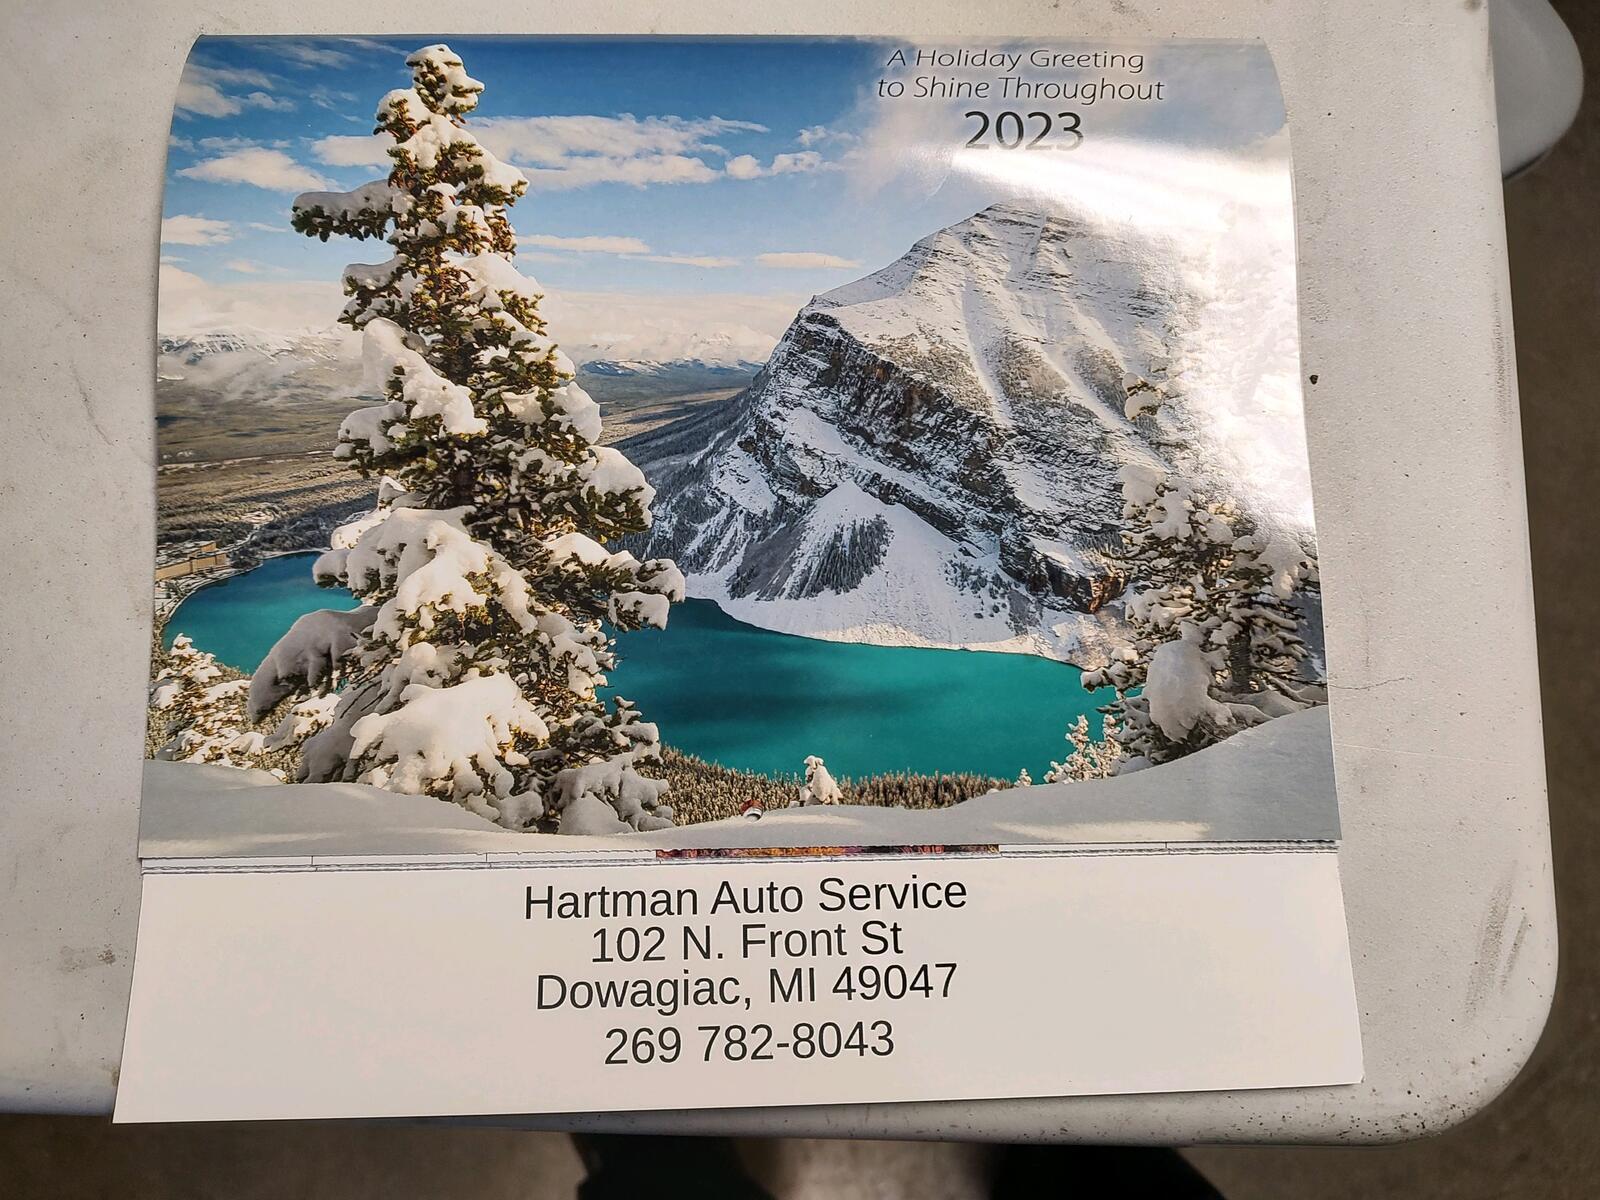 A Holiday Greeting
to Shine Throughout
2023
Hartman Auto Service
102 N. Front St
Dowagiac, MI 49047
269 782-8043